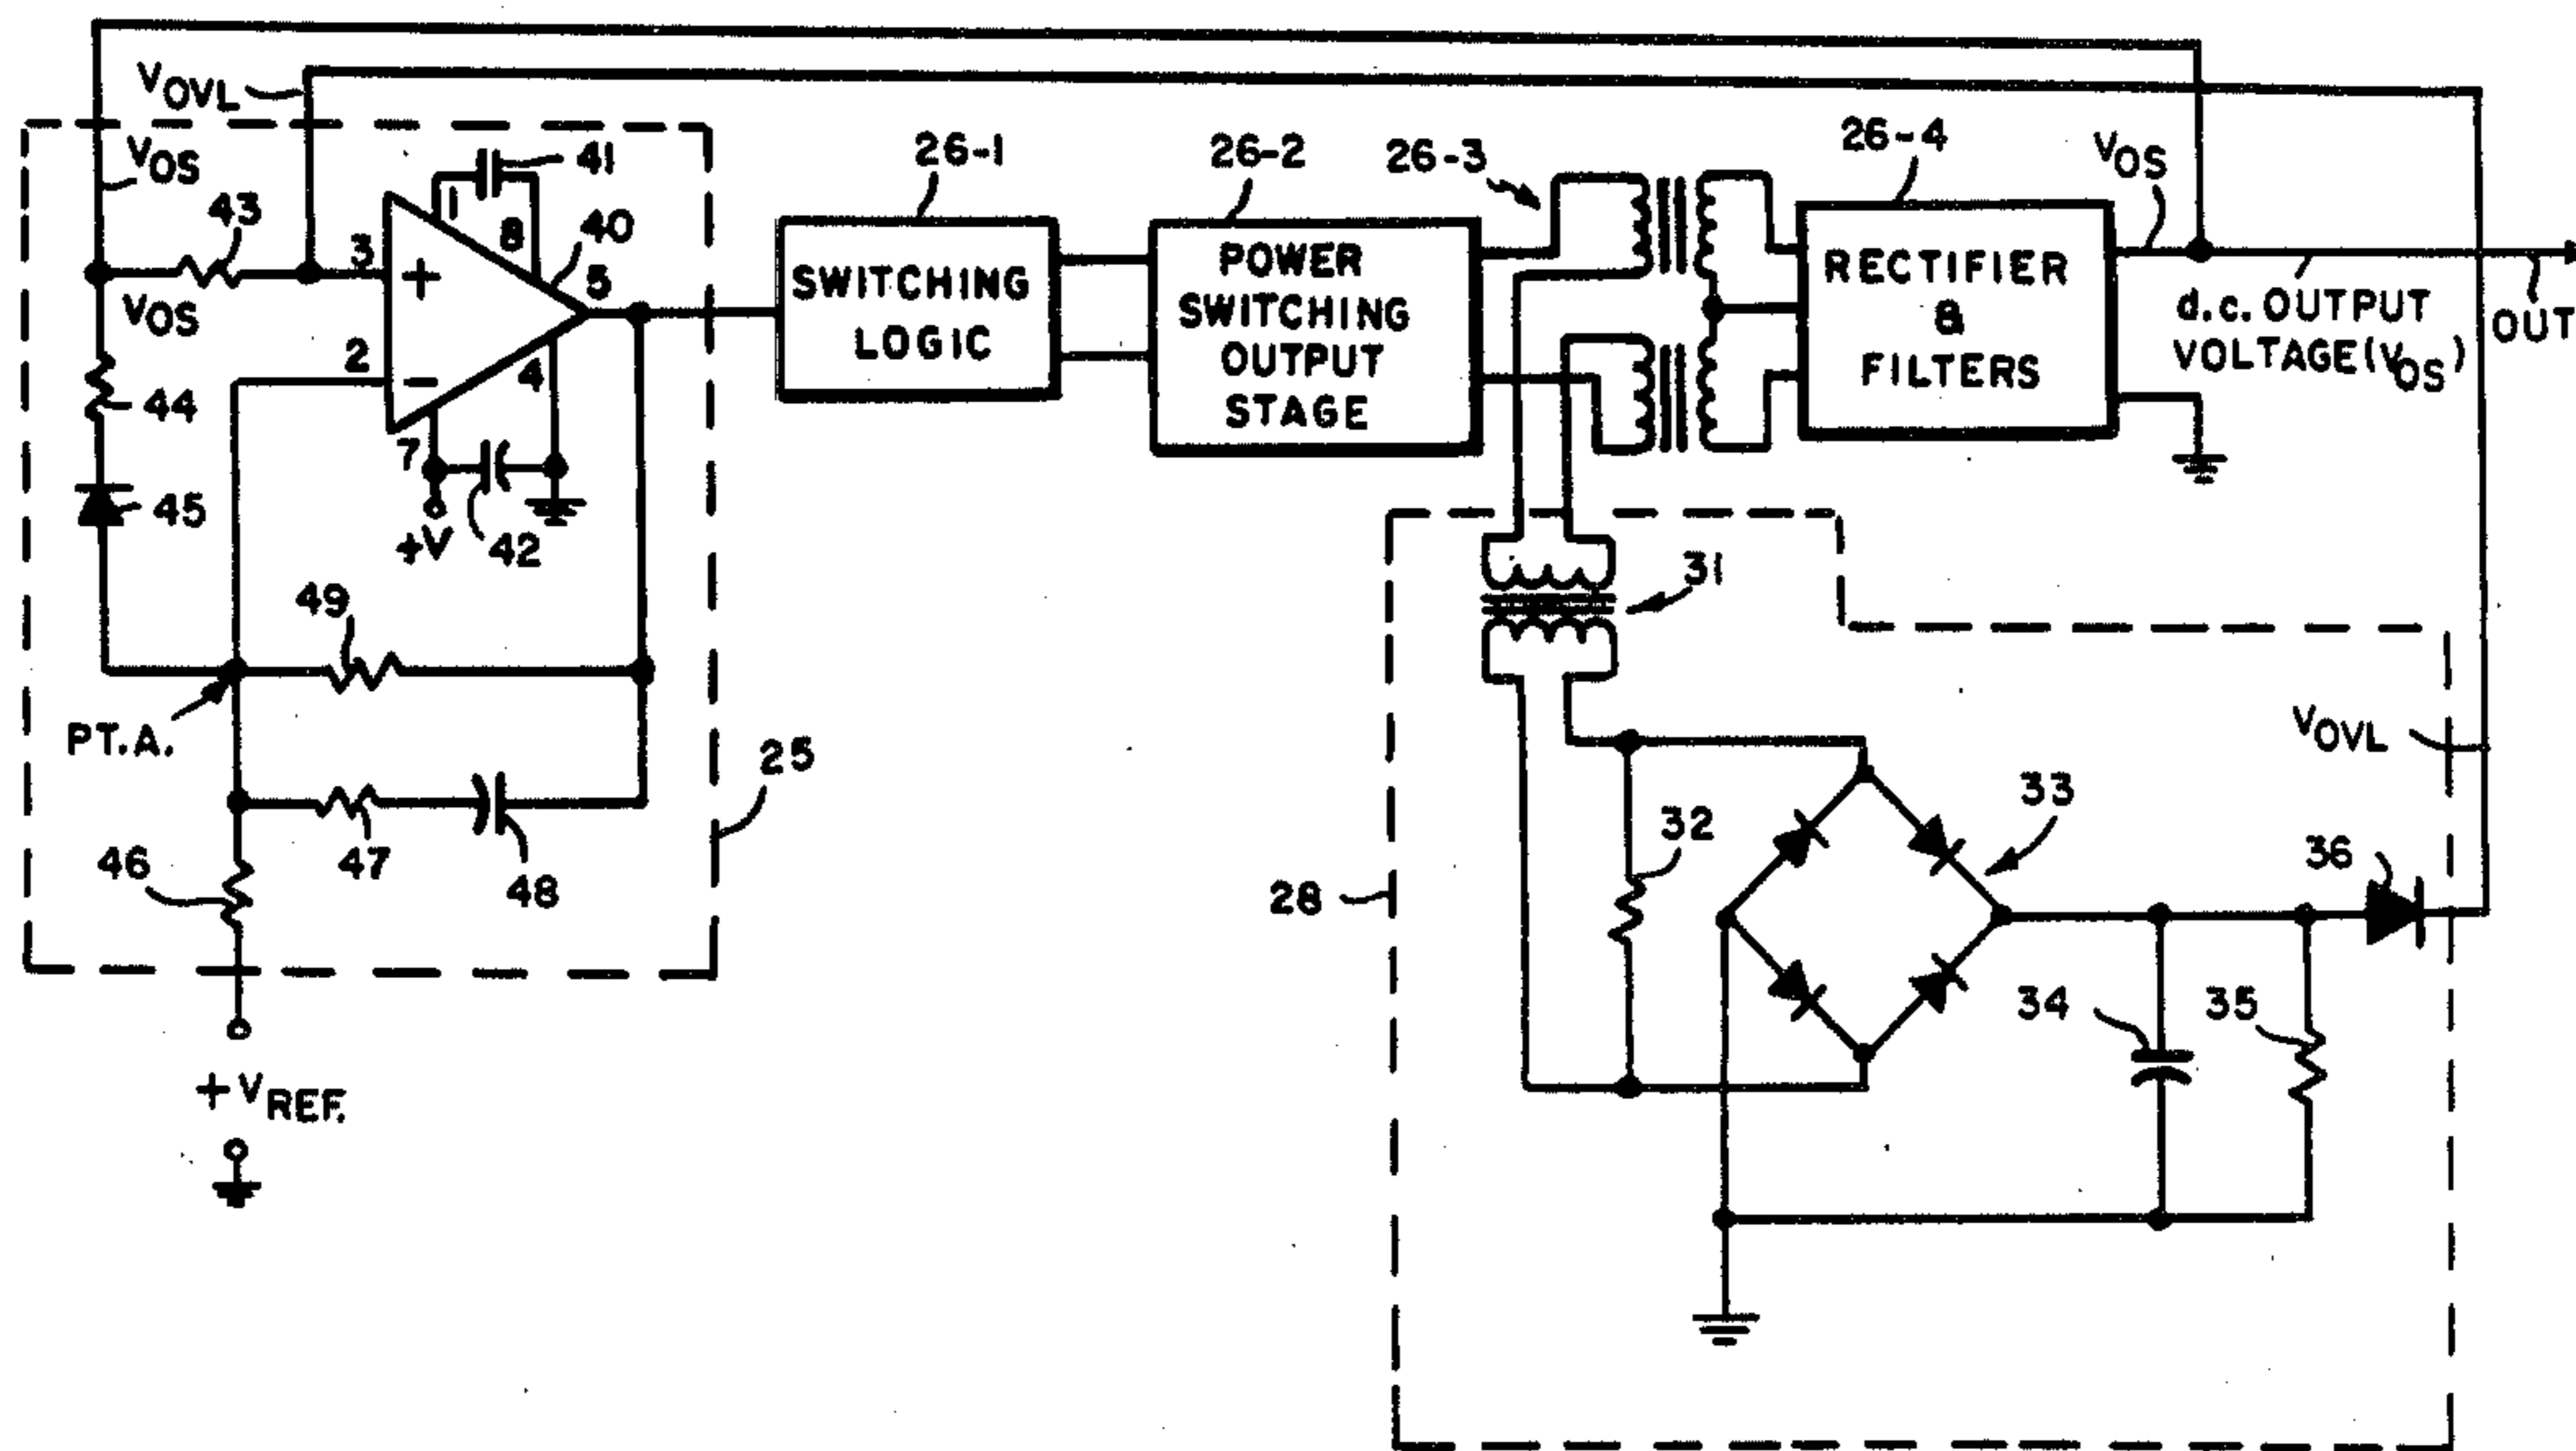 VOVL
VOS
41
43
1
8
40
3
+
5
VOS
2
-
4
44
7
45
+V
42
49
PT.A.
25
46
47
48
+VREF.
26-1
SWITCHING
LOGIC
26-2
POWER
SWITCHING
OUTPUT
STAGE
26-3
26-4
RECTIFIER
&
FILTERS
VOS
d.c. OUTPUT
VOLTAGE (VOS)
OUT
31
VOVL
32
33
36
28
34
35